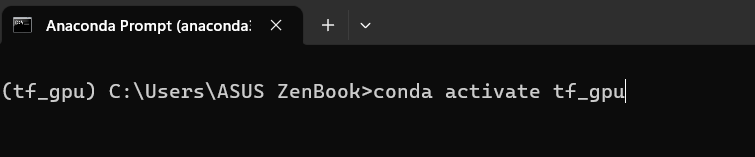 Anaconda Prompt (anaconda:
(tf_gpu) C:\Users\ASUS ZenBook>conda activate tf_gpu